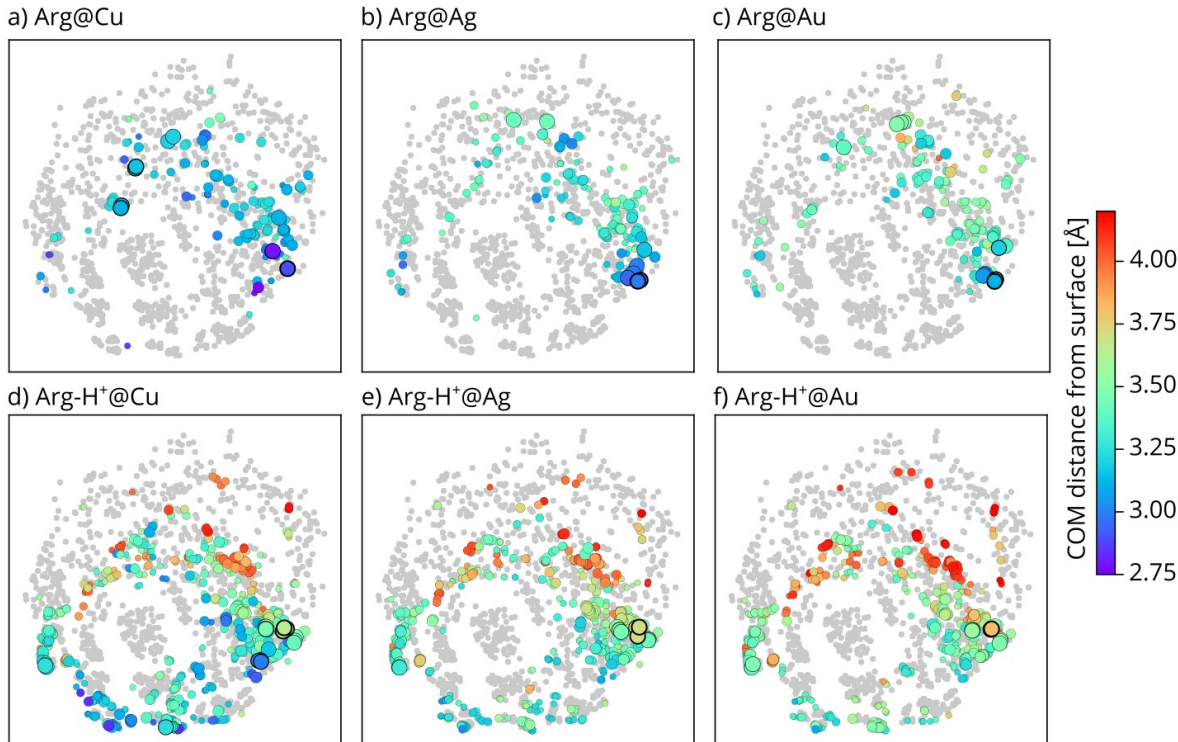 a) Arg@Cu
b) Arg@Ag
c) Arg@Au
d) Arg-H⁺@Cu
e) Arg-H⁺@Ag
f) Arg-H⁺@Au
COM distance from surface [Å]
4.00
3.75
3.50
3.25
3.00
2.75